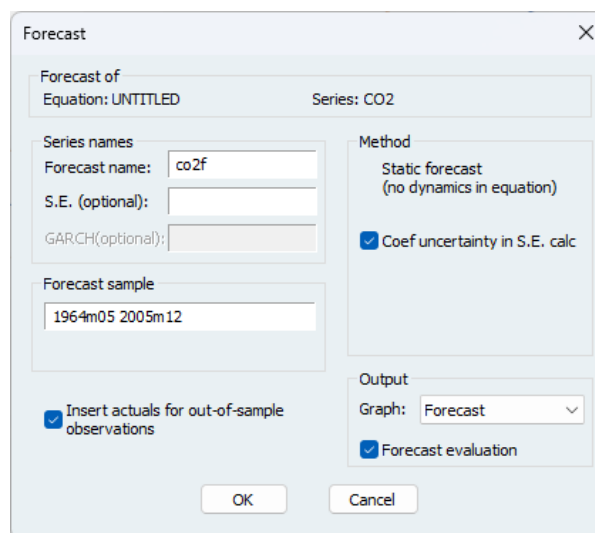 Forecast
Forecast of
Equation: UNTITLED Series: CO2
Series names
Forecast name: co2f
S.E. (optional):
GARCH(optional):
Method
Static forecast
(no dynamics in equation)
Coef uncertainty in S.E. calc
Forecast sample
1964m05 2005m12
Insert actuals for out-of-sample
observations
Output
Graph: Forecast
Forecast evaluation
OK Cancel